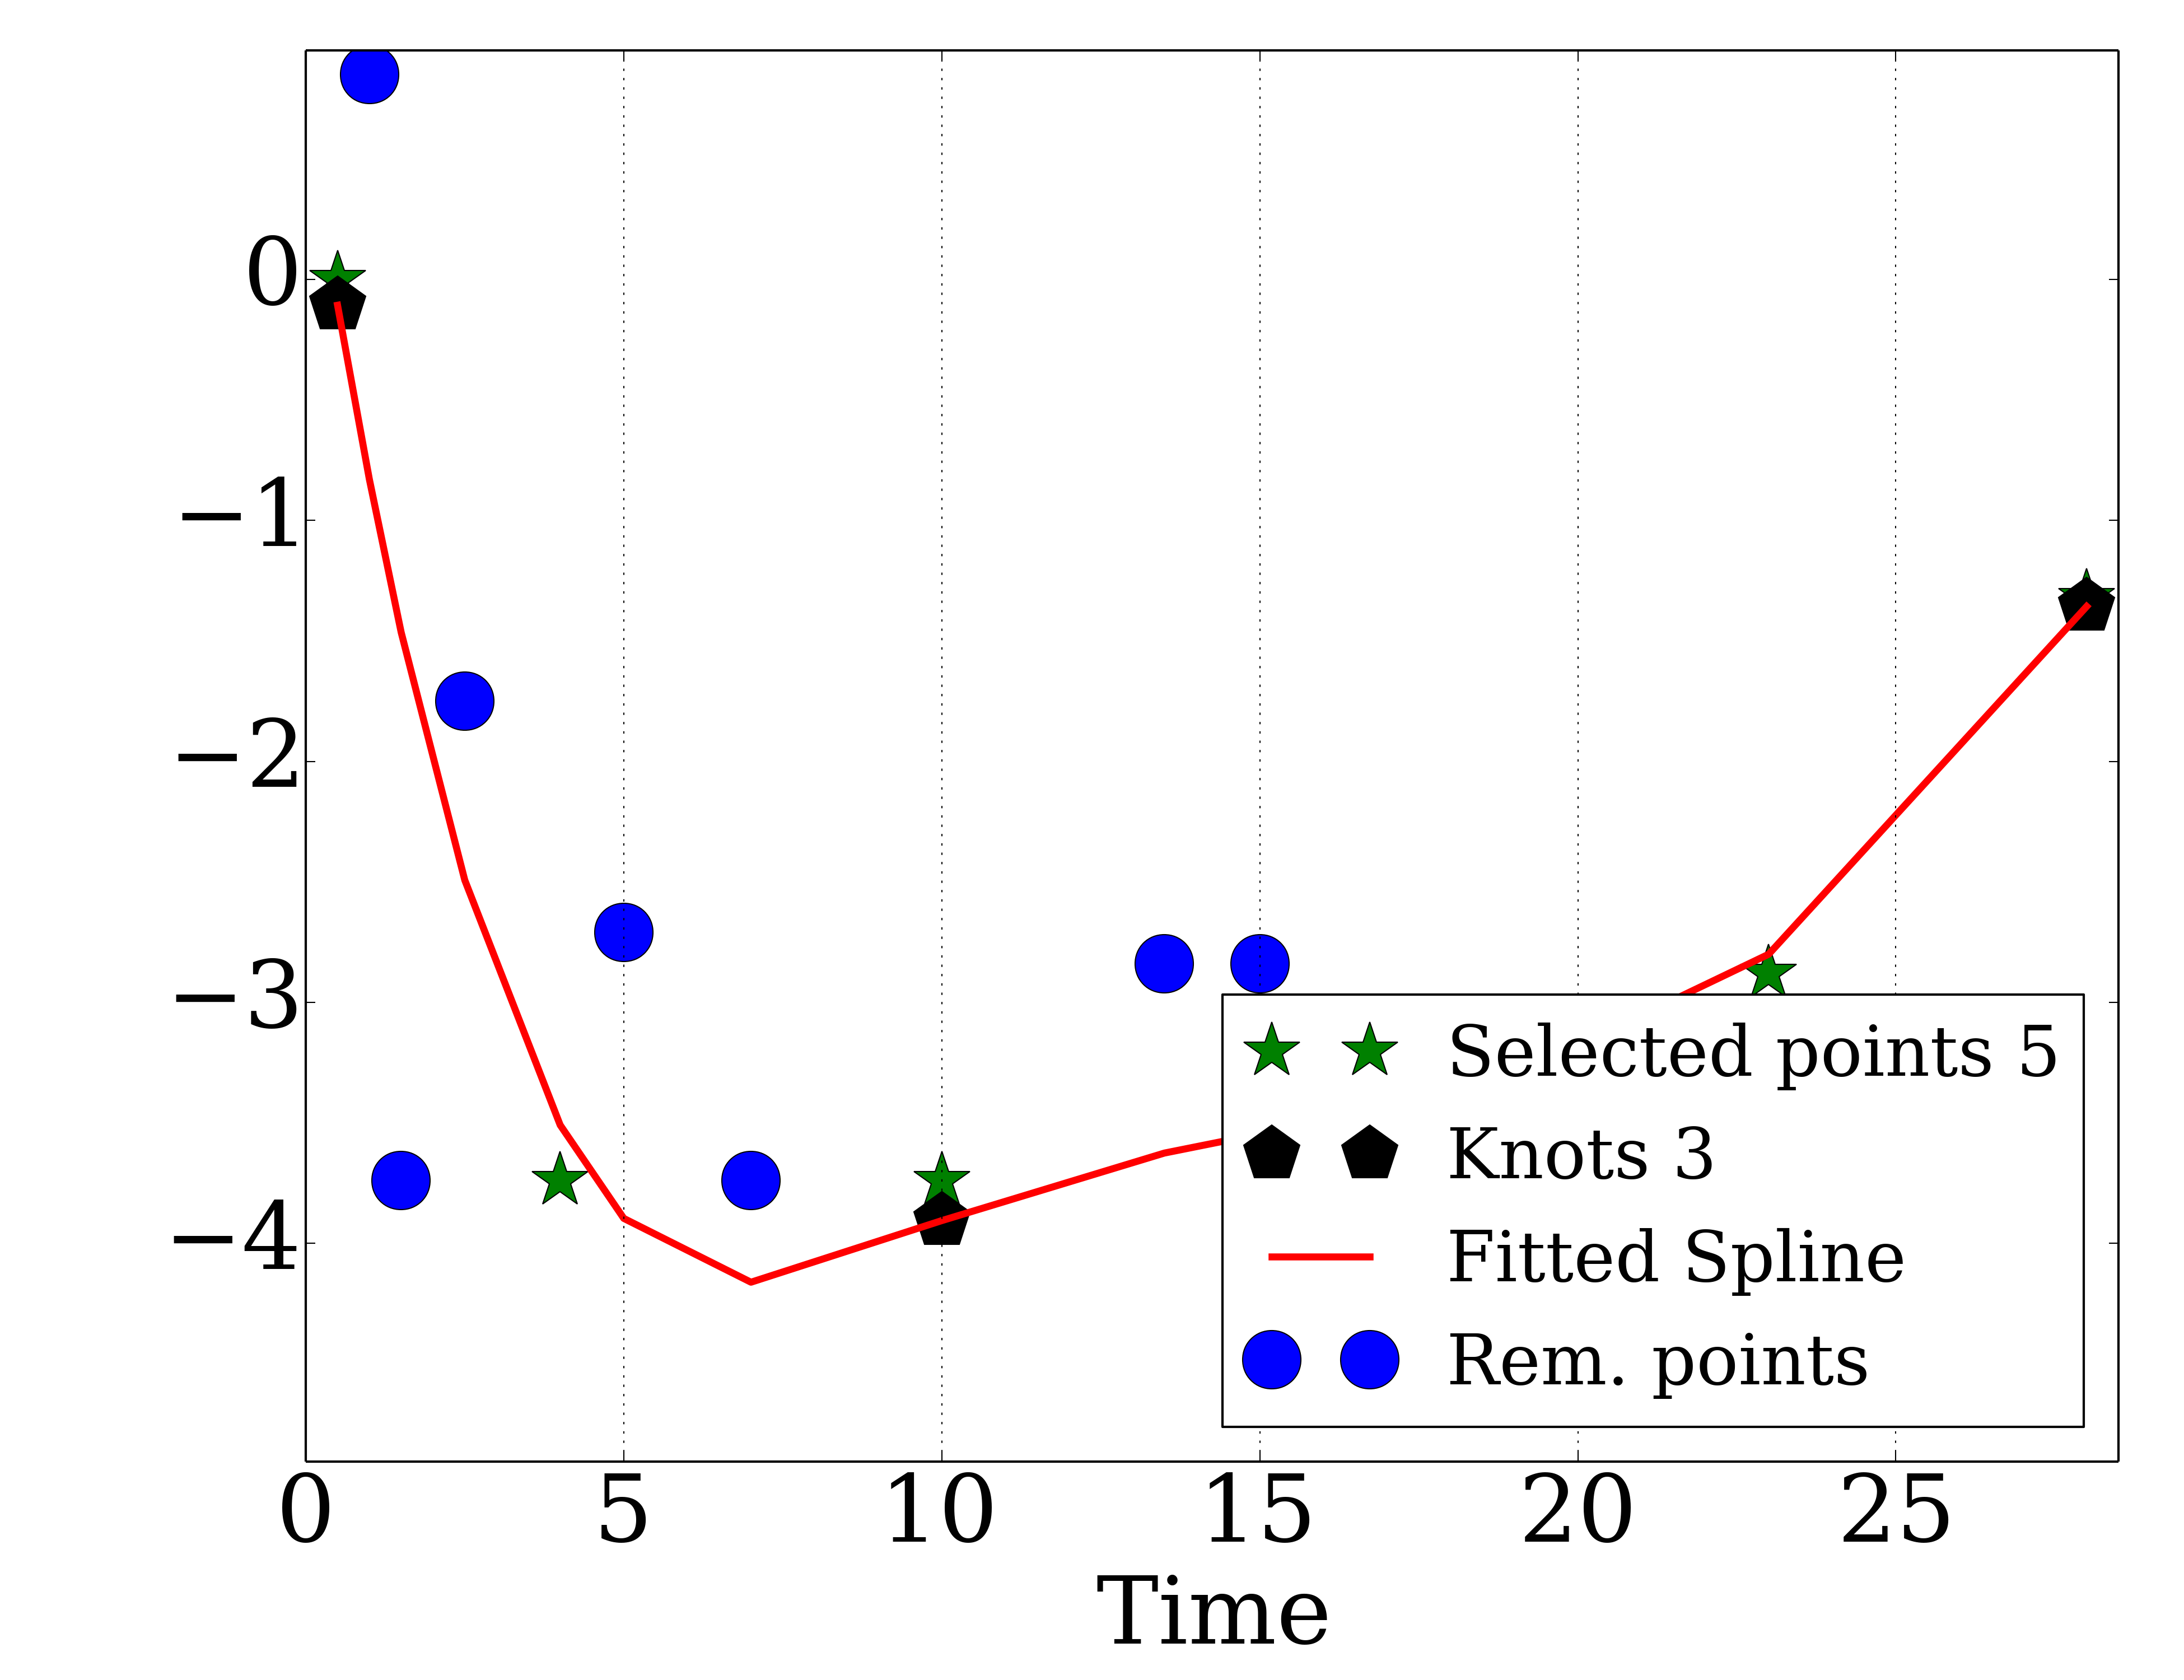 0
−1
−2
−3
−4
Selected points 5
Knots 3
Fitted Spline
Rem. points
0 5 10 15 20 25
Time